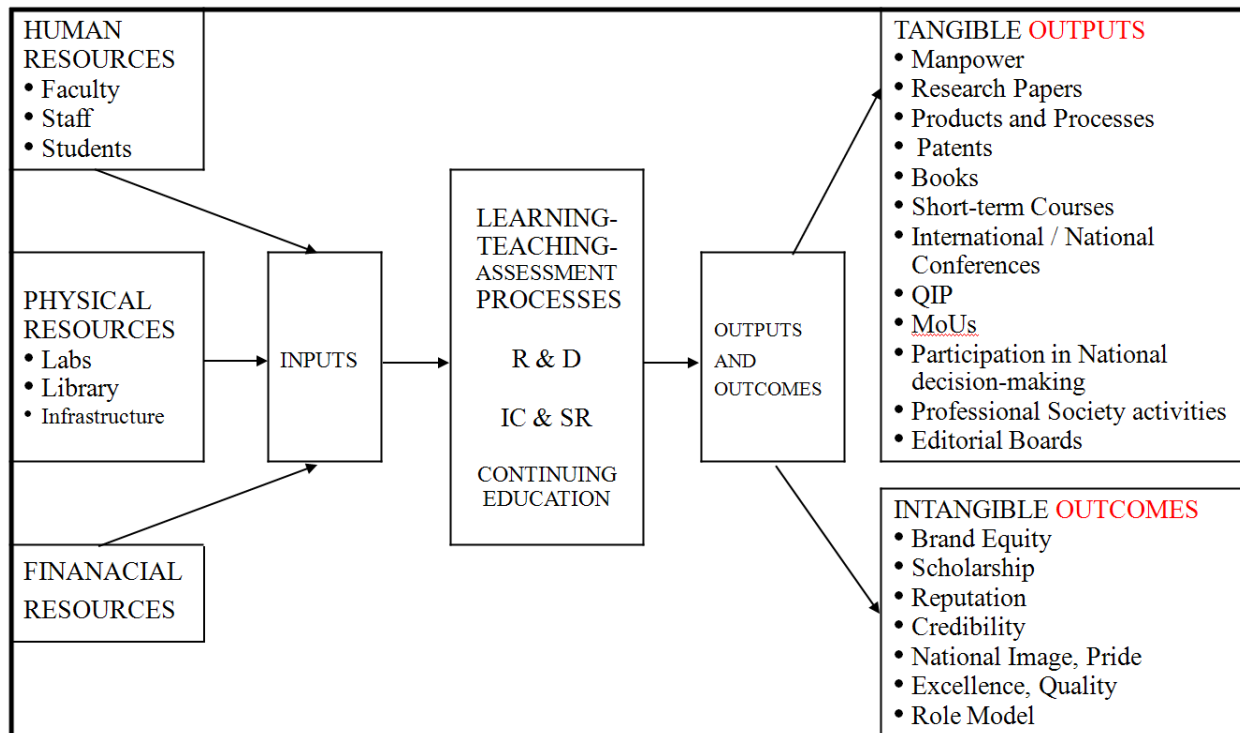 HUMAN
RESOURCES
• Faculty
• Staff
• Students
PHYSICAL
RESOURCES
• Labs
• Library
• Infrastructure
FINANACIAL
RESOURCES
INPUTS
LEARNING-
TEACHING-
ASSESSMENT
PROCESSES
R & D
IC & SR
CONTINUING
EDUCATION
OUTPUTS
AND
OUTCOMES
TANGIBLE OUTPUTS
• Manpower
• Research Papers
• Products and Processes
• Patents
• Books
• Short-term Courses
• International / National
Conferences
• QIP
• MoUs
• Participation in National
decision-making
• Professional Society activities
• Editorial Boards
INTANGIBLE OUTCOMES
• Brand Equity
• Scholarship
• Reputation
• Credibility
• National Image, Pride
• Excellence, Quality
• Role Model